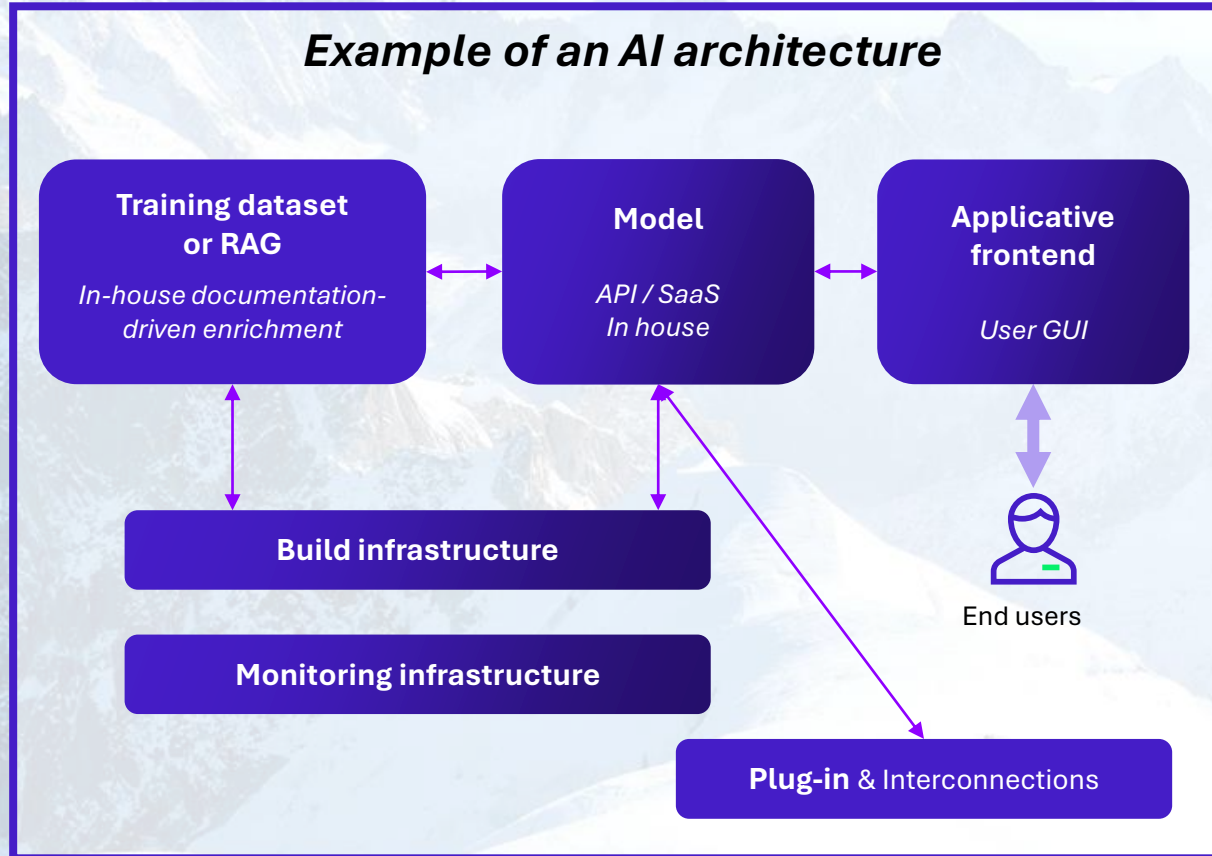 Example of an AI architecture
Training dataset
or RAG
In-house documentation-
driven enrichment
Model
API / SaaS
In house
Applicative
frontend
User GUI
Build infrastructure
End users
Monitoring infrastructure
Plug-in & Interconnections